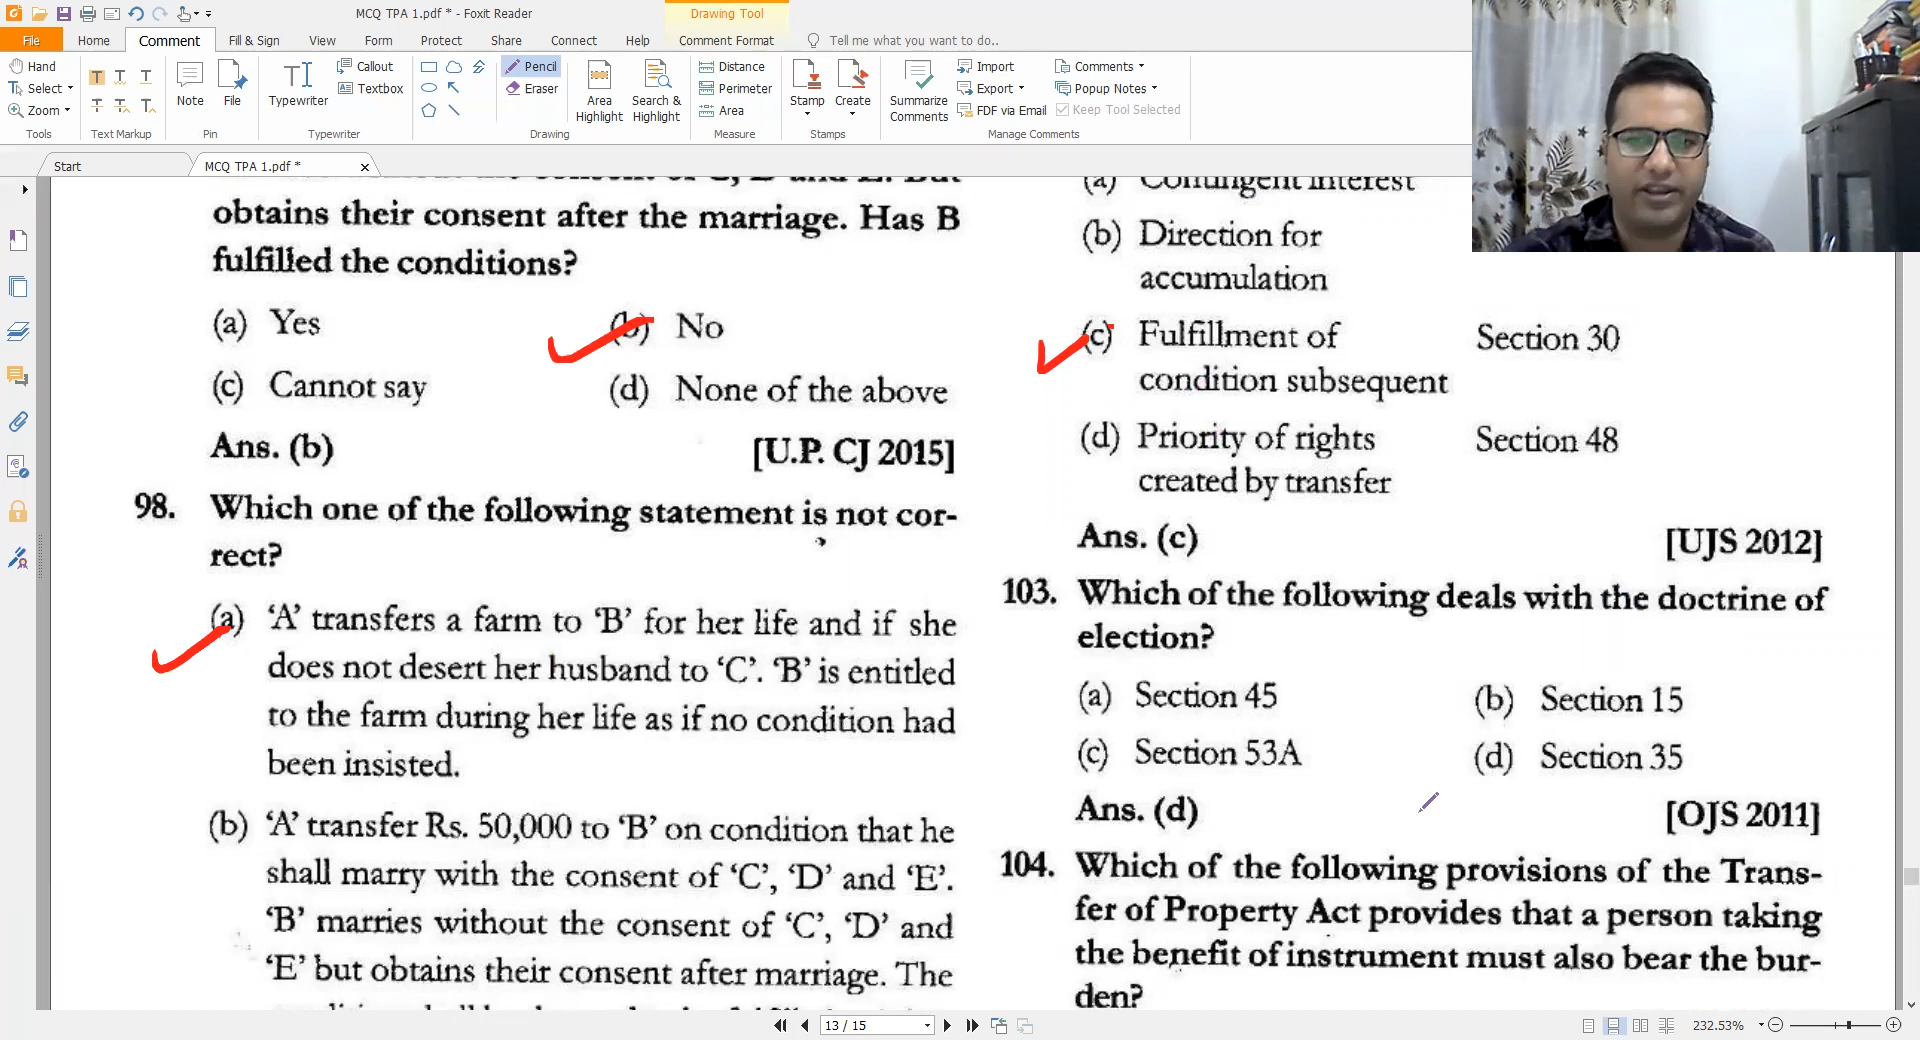 MCQ TPA 1.pdf * - Foxit Reader
Drawing Tool
File Home Comment Fill & Sign View Form Protect Share Connect Help Comment Format Tell me what you want to do..
Hand
Select
Zoom
Tools
Text Markup
Note
File
Pin
Typewriter
Callout
Textbox
Typewriter
Pencil
Eraser
Area Highlight
Search & Highlight
Drawing
Distance
Perimeter
Area
Measure
Stamp
Create
Stamps
Summarize Comments
Import
Export
FDF via Email
Comments
Popup Notes
Keep Tool Selected
Manage Comments
Start
MCQ TPA 1.pdf *
obtains their consent after the marriage. Has B
fulfilled the conditions?
(a) Yes
(b) No
(c) Cannot say
(d) None of the above
Ans. (b) [U.P. CJ 2015]
98. Which one of the following statement is not cor-
rect?
(a) ‘A’ transfers a farm to ‘B’ for her life and if she
does not desert her husband to ‘C’. ‘B’ is entitled
to the farm during her life as if no condition had
been insisted.
(b) ‘A’ transfer Rs. 50,000 to ‘B’ on condition that he
shall marry with the consent of ‘C’, ‘D’ and ‘E’.
‘B’ marries without the consent of ‘C’, ‘D’ and
‘E’ but obtains their consent after marriage. The
(a) Contingent interest
(b) Direction for
accumulation
(c) Fulfillment of Section 30
condition subsequent
(d) Priority of rights Section 48
created by transfer
Ans. (c) [UJS 2012]
103. Which of the following deals with the doctrine of
election?
(a) Section 45 (b) Section 15
(c) Section 53A (d) Section 35
Ans. (d) [OJS 2011]
104. Which of the following provisions of the Trans-
fer of Property Act provides that a person taking
the benefit of instrument must also bear the bur-
den?
13 / 15
232.53%